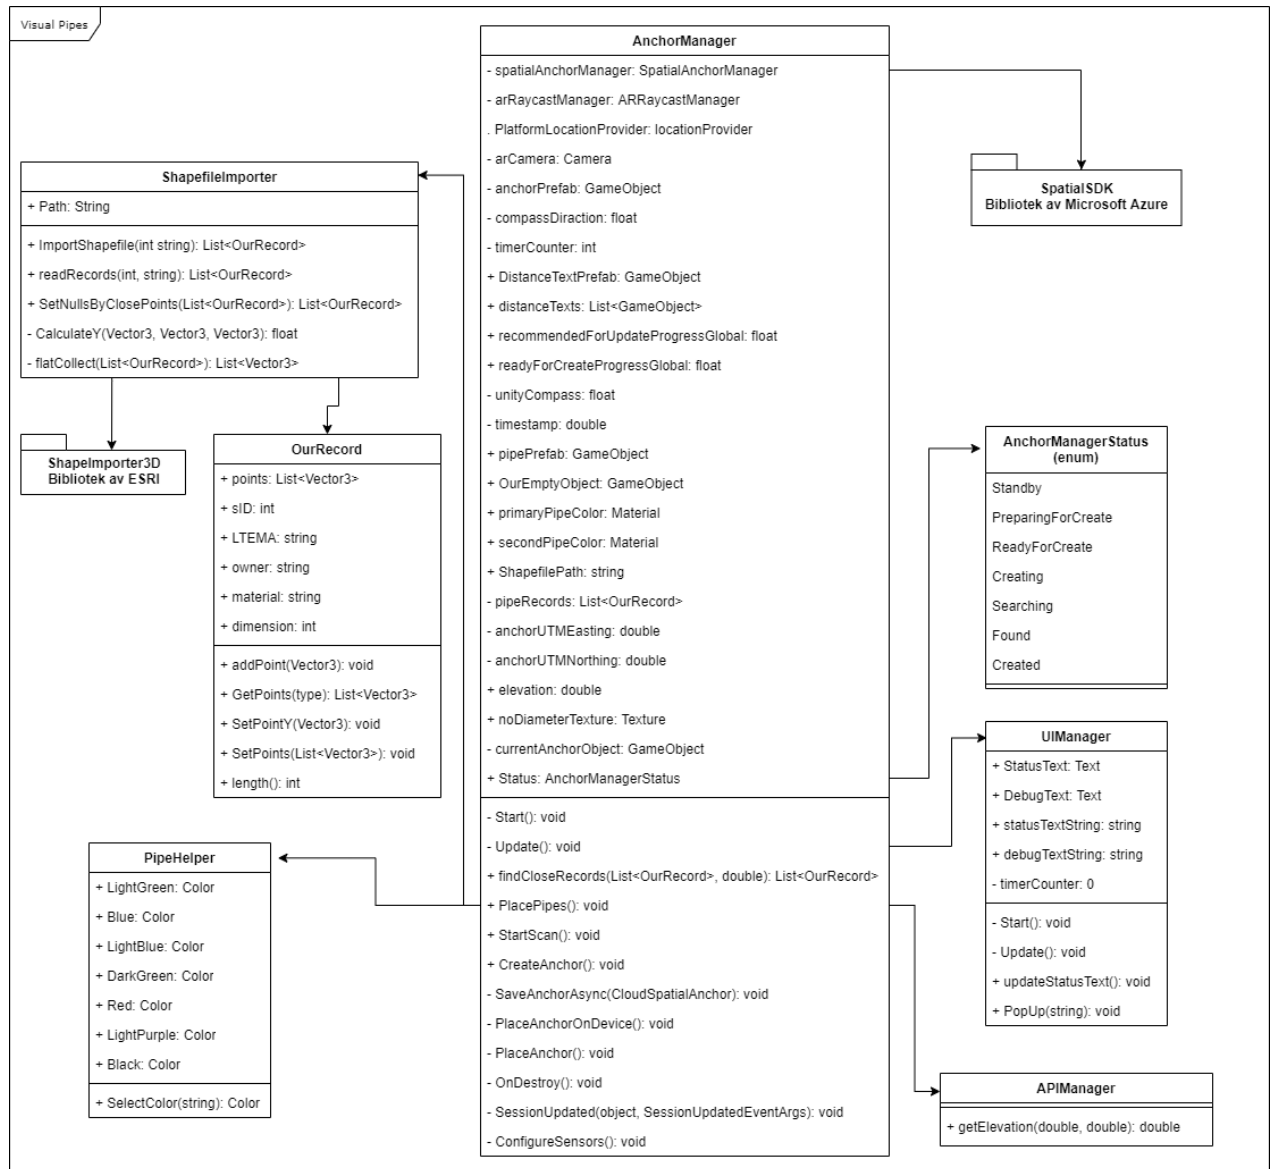 Visual Pipes
AnchorManager
- spatialAnchorManager: SpatialAnchorManager
- arRaycastManager: ARRaycastManager
. PlatformLocationProvider: locationProvider
- arCamera: Camera
- anchorPrefab: GameObject
- compassDiraction: float
- timerCounter: int
+ DistanceTextPrefab: GameObject
+ distanceTexts: List<GameObject>
+ recommendedForUpdateProgressGlobal: float
+ readyForCreateProgressGlobal: float
- unityCompass: float
- timestamp: double
+ pipePrefab: GameObject
+ OurEmptyObject: GameObject
+ primaryPipeColor: Material
+ secondPipeColor: Material
+ ShapefilePath: string
- pipeRecords: List<OurRecord>
- anchorUTMEasting: double
- anchorUTMNorthing: double
+ elevation: double
+ noDiameterTexture: Texture
- currentAnchorObject: GameObject
+ Status: AnchorManagerStatus
- Start(): void
- Update(): void
+ findCloseRecords(List<OurRecord>, double): List<OurRecord>
+ PlacePipes(): void
+ StartScan(): void
+ CreateAnchor(): void
- SaveAnchorAsync(CloudSpatialAnchor): void
- PlaceAnchorOnDevice(): void
- PlaceAnchor(): void
- OnDestroy(): void
- SessionUpdated(object, SessionUpdatedEventArgs): void
- ConfigureSensors(): void
ShapefileImporter
+ Path: String
+ ImportShapefile(int string): List<OurRecord>
+ readRecords(int, string): List<OurRecord>
+ SetNullsByClosePoints(List<OurRecord>): List<OurRecord>
- CalculateY(Vector3, Vector3, Vector3): float
- flatCollect(List<OurRecord>): List<Vector3>
ShapeImporter3D
Bibliotek av ESRI
OurRecord
+ points: List<Vector3>
+ sID: int
+ LTEMA: string
+ owner: string
+ material: string
+ dimension: int
+ addPoint(Vector3): void
+ GetPoints(type): List<Vector3>
+ SetPointY(Vector3): void
+ SetPoints(List<Vector3>): void
+ length(): int
PipeHelper
+ LightGreen: Color
+ Blue: Color
+ LightBlue: Color
+ DarkGreen: Color
+ Red: Color
+ LightPurple: Color
+ Black: Color
+ SelectColor(string): Color
SpatialSDK
Bibliotek av Microsoft Azure
AnchorManagerStatus
(enum)
Standby
PreparingForCreate
ReadyForCreate
Creating
Searching
Found
Created
UIManager
+ StatusText: Text
+ DebugText: Text
+ statusTextString: string
+ debugTextString: string
- timerCounter: 0
- Start(): void
- Update(): void
+ updateStatusText(): void
+ PopUp(string): void
APIManager
+ getElevation(double, double): double